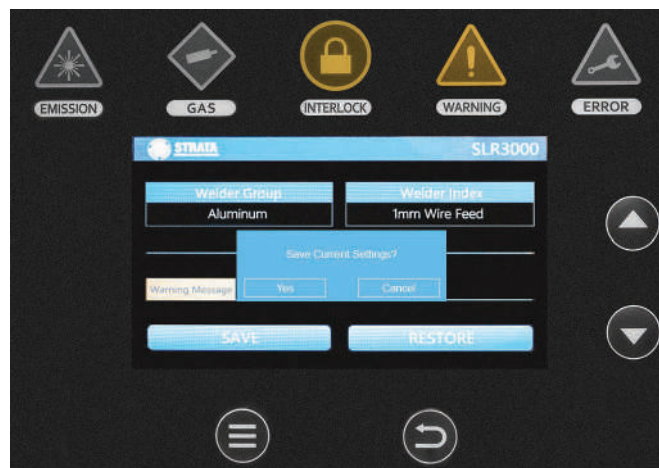 EMISSION
GAS
INTERLOCK
WARNING
ERROR
STRATA
SLR3000
Welder Group
Welder Index
Aluminum
1mm Wire Feed
Save Current Settings?
Warning Message
Yes
Cancel
SAVE
RESTORE